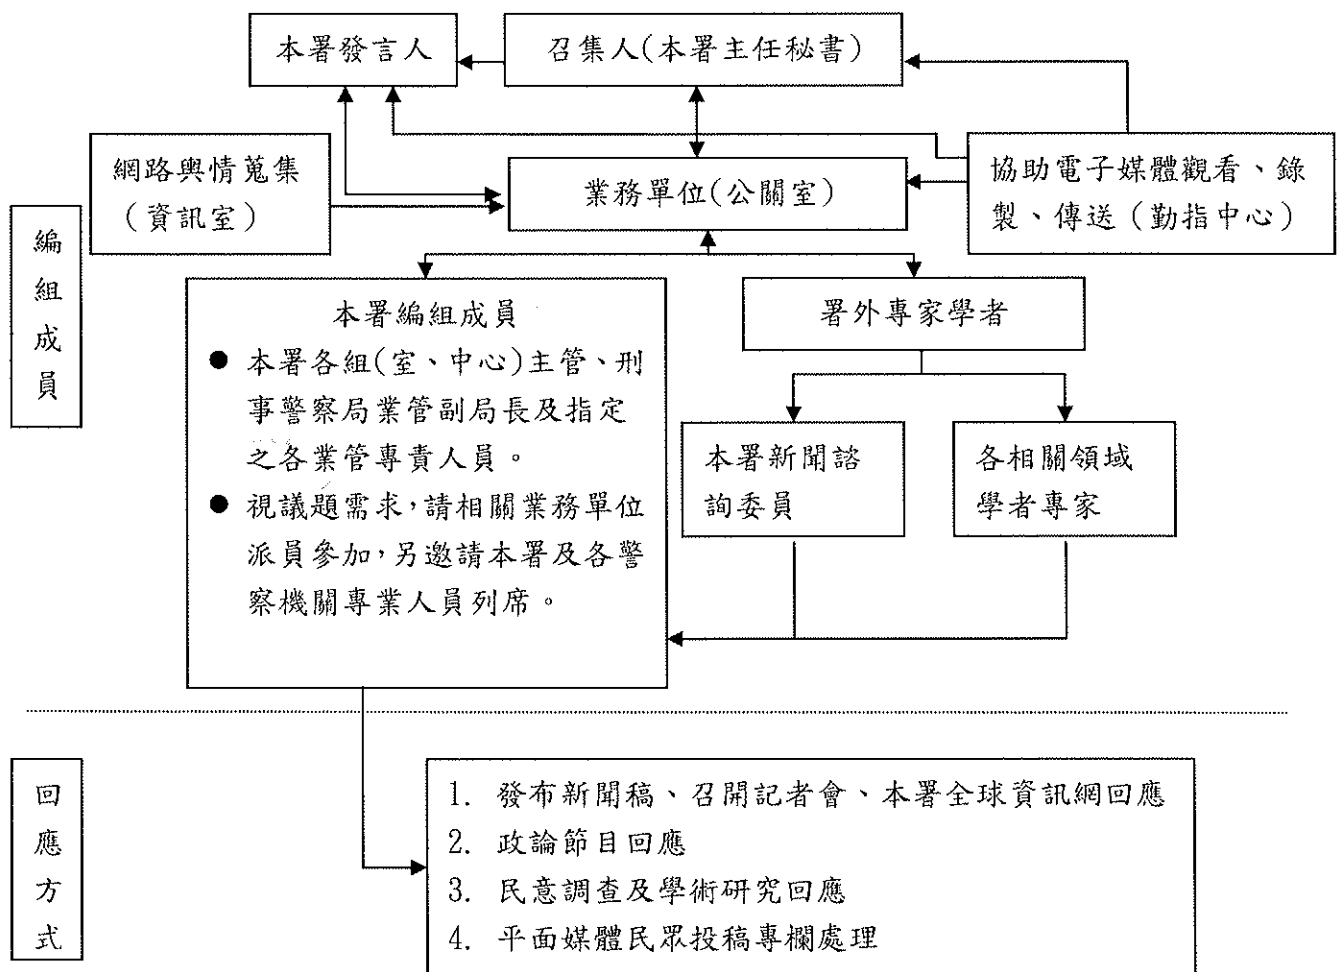 本署發言人
召集人(本署主任秘書)
網路輿情蒐集
(資訊室)
業務單位(公關室)
協助電子媒體觀看、錄
製、傳送(勤指中心)
編
組
成
員
本署編組成員
● 本署各組(室、中心)主管、刑
事警察局業管副局長及指定
之各業管專責人員。
● 視議題需求,請相關業務單位
派員參加,另邀請本署及各警
察機關專業人員列席。
署外專家學者
本署新聞諮
詢委員
各相關領域
學者專家
回
應
方
式
1. 發布新聞稿、召開記者會、本署全球資訊網回應
2. 政論節目回應
3. 民意調查及學術研究回應
4. 平面媒體民眾投稿專欄處理